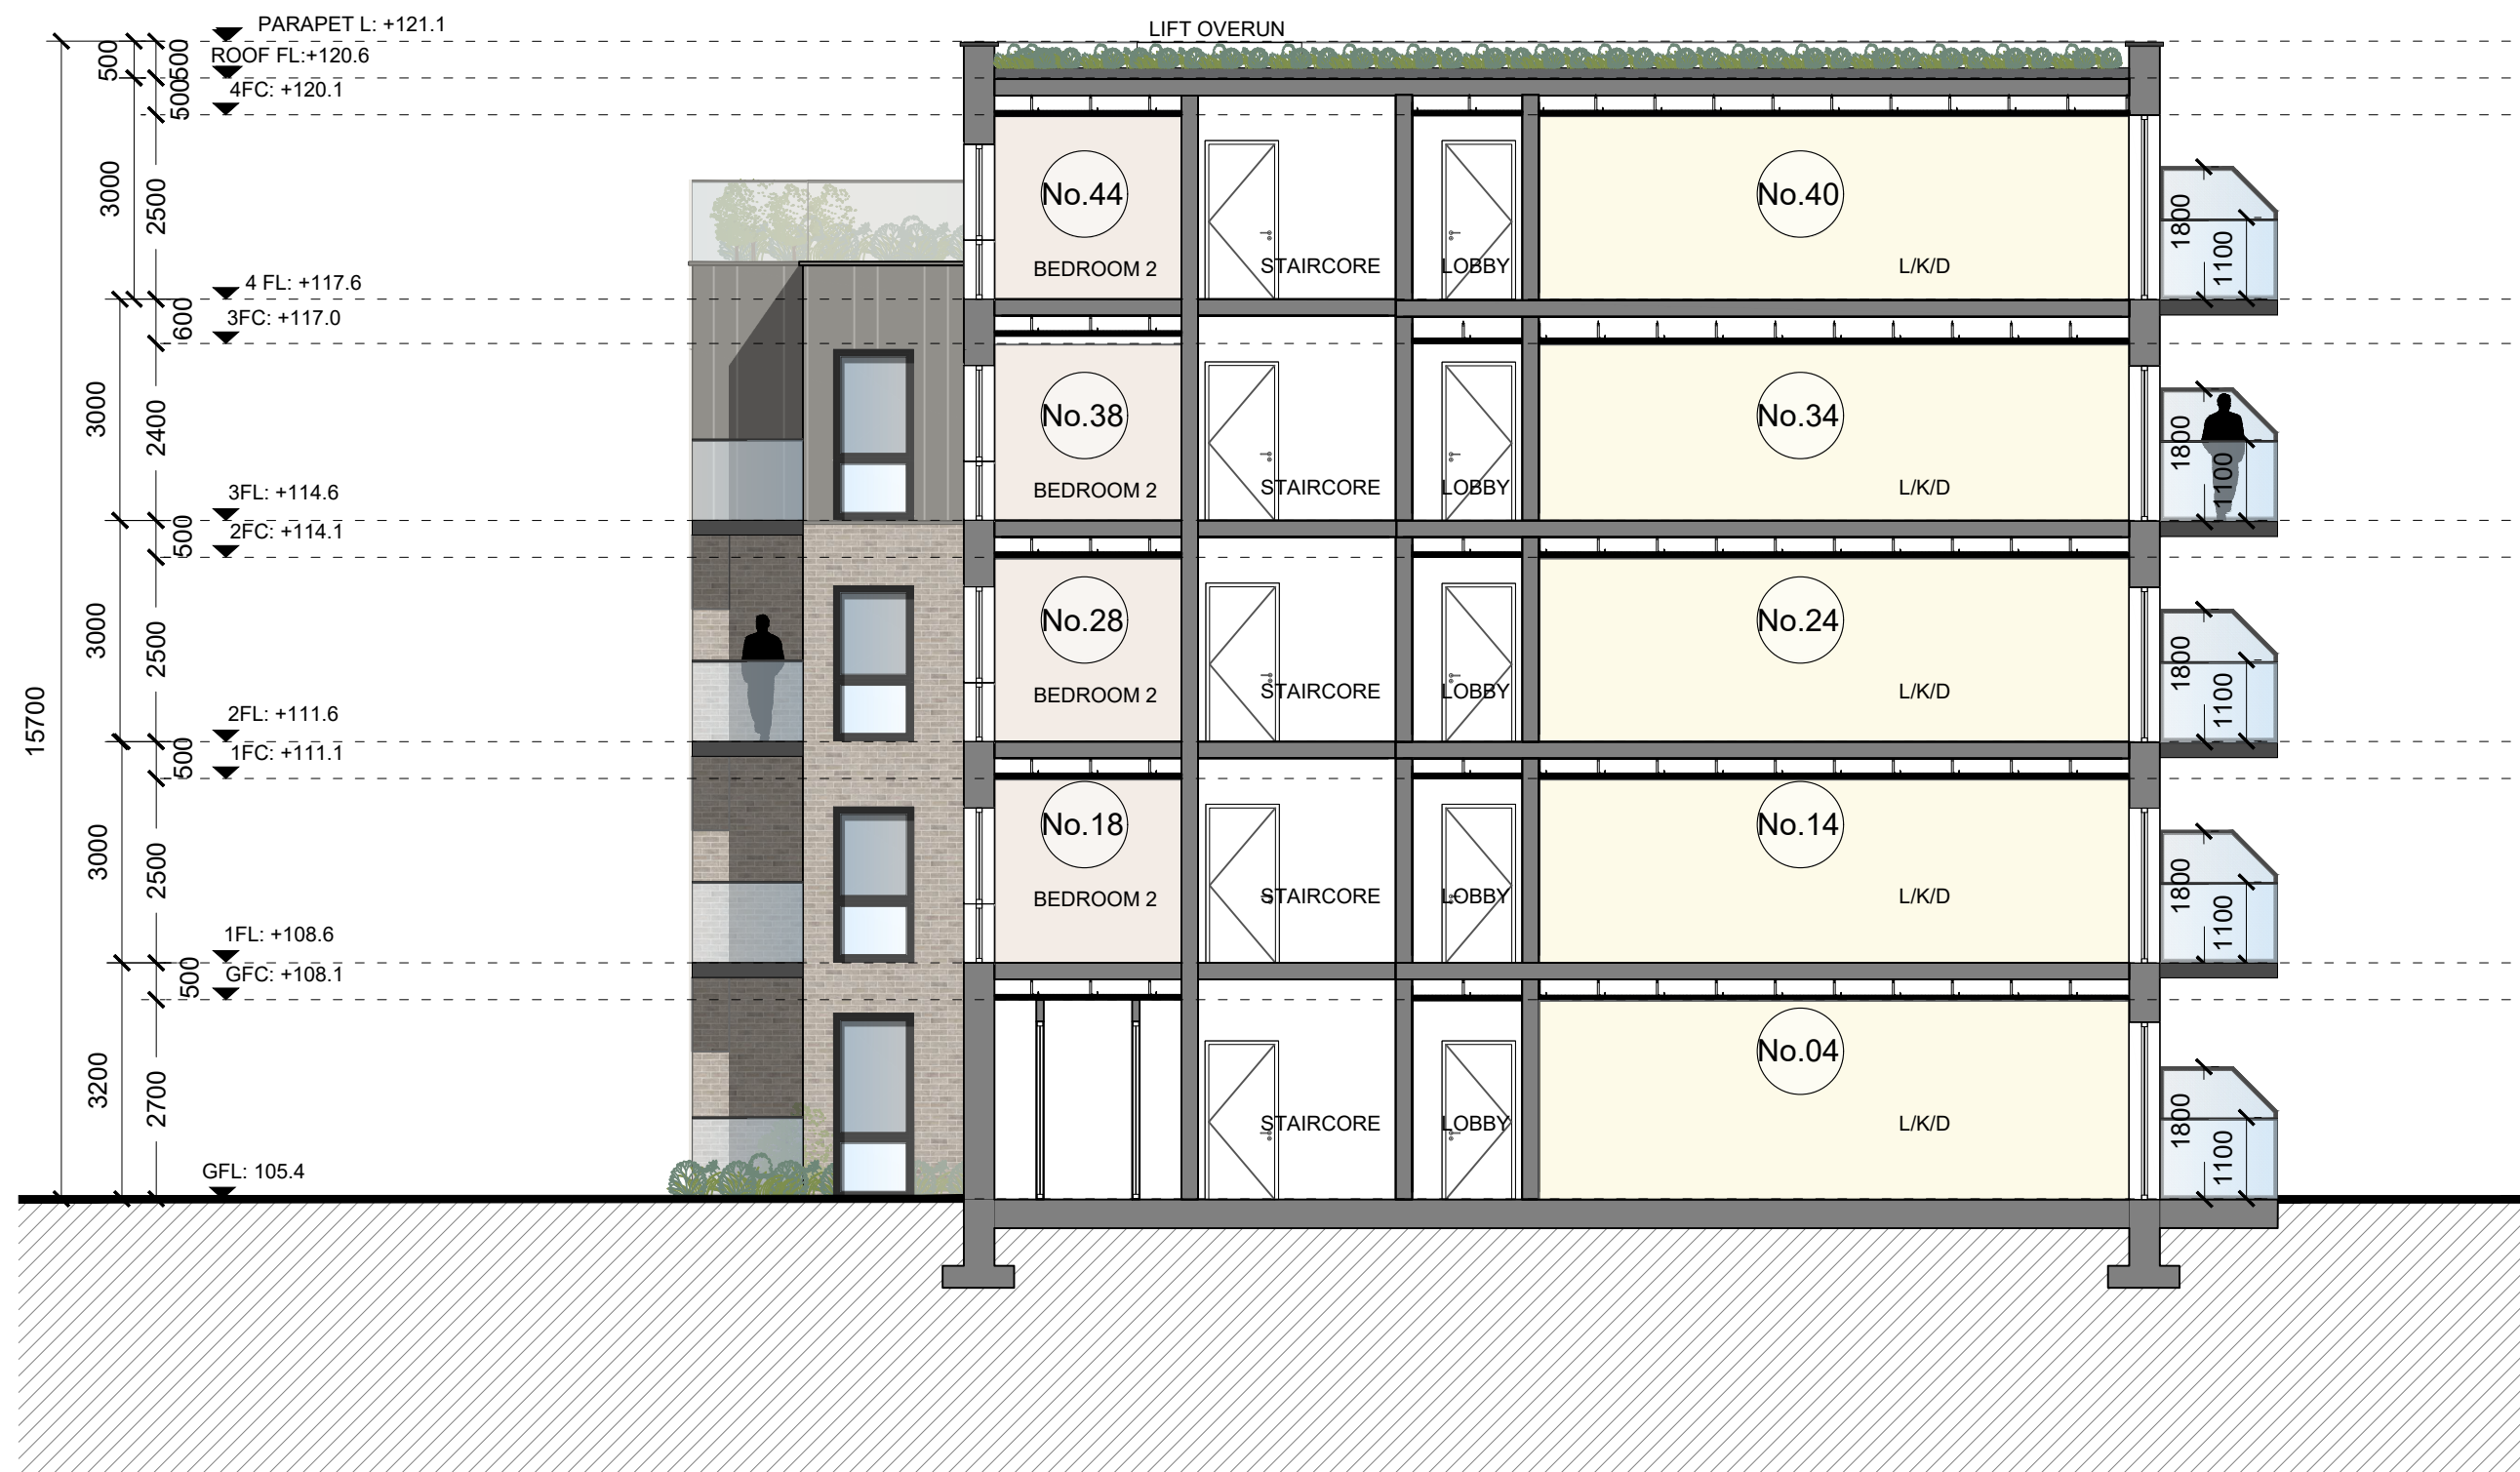 PARAPET L: +121.1
LIFT OVERUN
ROOF FL:+120.6
4FC: +120.1
500
500
500
3000
2500
No.44
BEDROOM 2
STAIRCORE
LOBBY
No.40
L/K/D
1800
1100
4 FL: +117.6
600
3FC: +117.0
3000
2400
No.38
BEDROOM 2
STAIRCORE
LOBBY
No.34
L/K/D
1800
1100
3FL: +114.6
500
2FC: +114.1
3000
2500
No.28
BEDROOM 2
STAIRCORE
LOBBY
No.24
L/K/D
1800
1100
15700
2FL: +111.6
500
1FC: +111.1
3000
2500
No.18
BEDROOM 2
STAIRCORE
LOBBY
No.14
L/K/D
1800
1100
1FL: +108.6
500
GFC: +108.1
3200
2700
STAIRCORE
LOBBY
No.04
L/K/D
1800
1100
GFL: 105.4